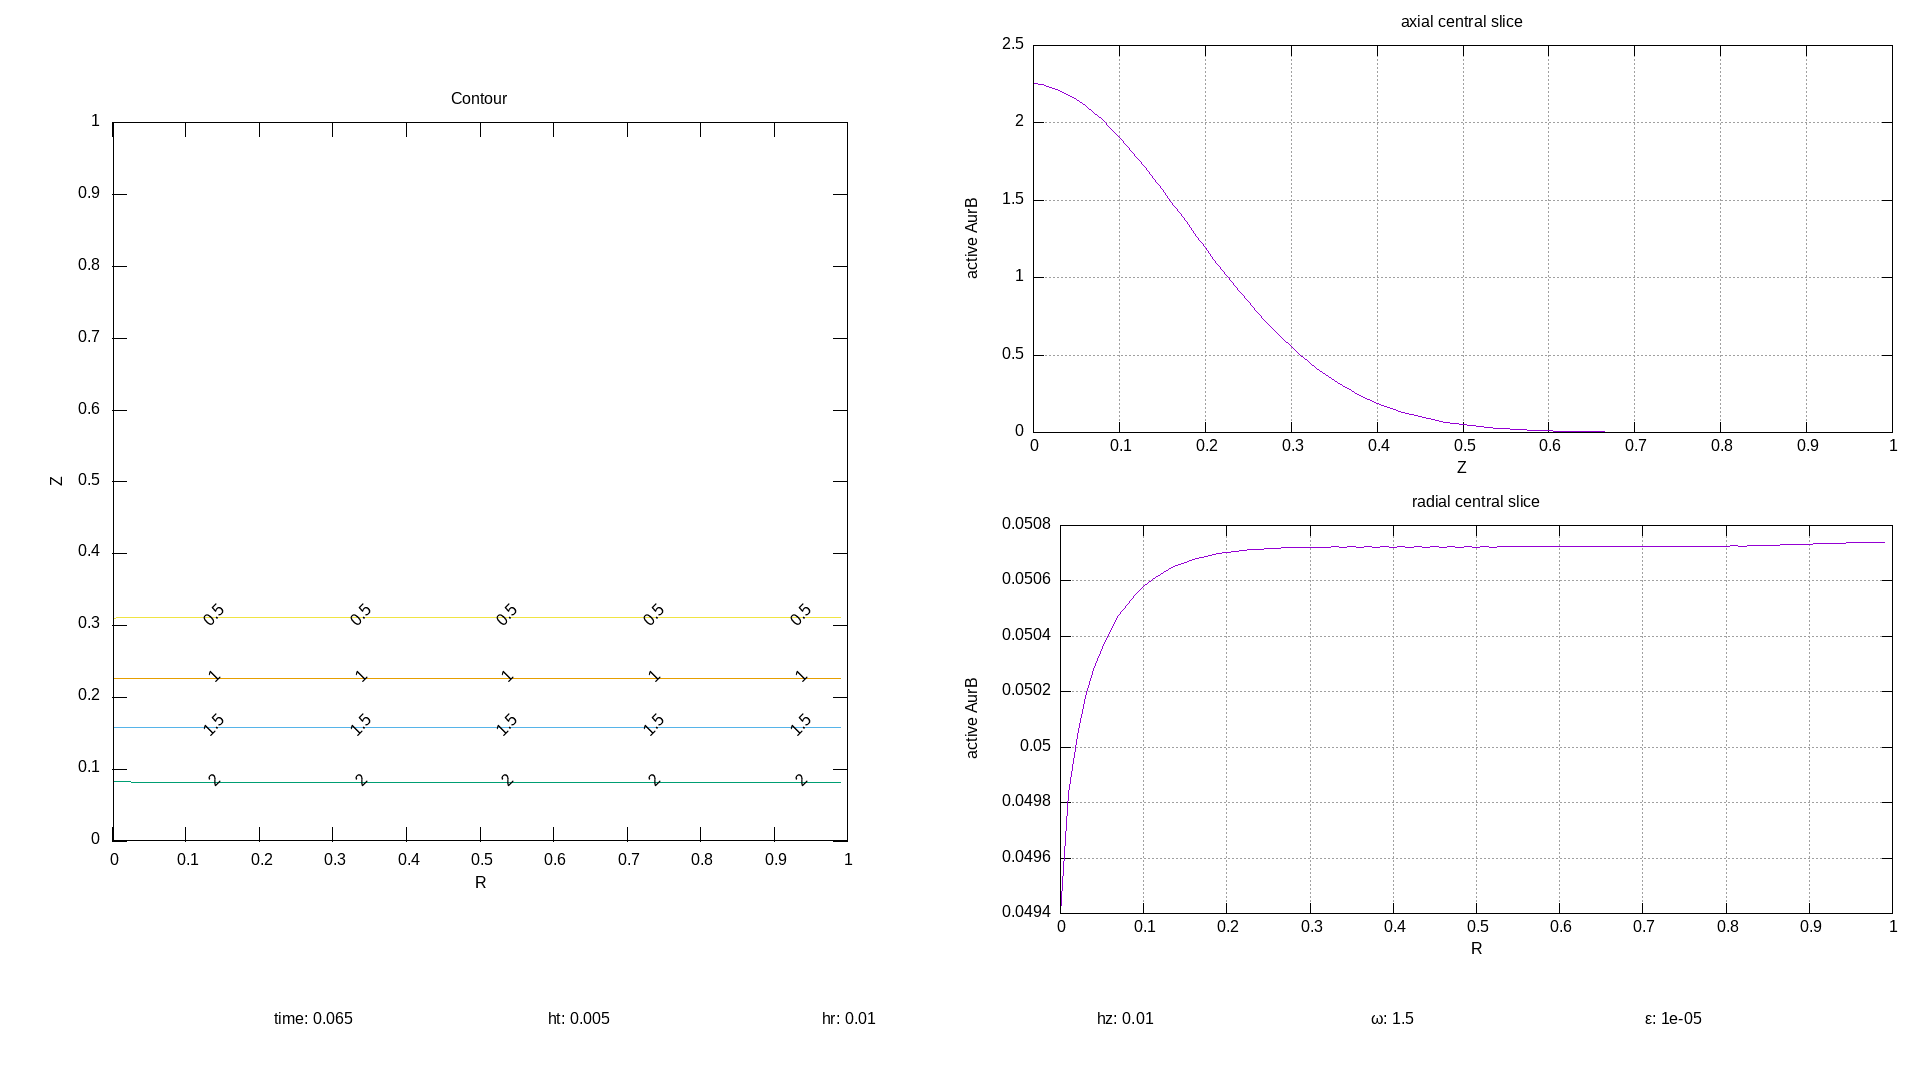 Contour
1
0.9
0.8
0.7
0.6
0.5
0.4
0.3
0.2
0.1
0
Z
0.5 0.5 0.5 0.5 0.5
1 1 1 1 1
1.5 1.5 1.5 1.5 1.5
2 2 2 2 2
0 0.1 0.2 0.3 0.4 0.5 0.6 0.7 0.8 0.9 1
R
axial central slice
2.5
2
1.5
1
0.5
0
active AurB
0 0.1 0.2 0.3 0.4 0.5 0.6 0.7 0.8 0.9 1
Z
radial central slice
0.0508
0.0506
0.0504
0.0502
0.05
0.0498
0.0496
0.0494
active AurB
0 0.1 0.2 0.3 0.4 0.5 0.6 0.7 0.8 0.9 1
R
time: 0.065 ht: 0.005 hr: 0.01 hz: 0.01 ω: 1.5 ε: 1e-05